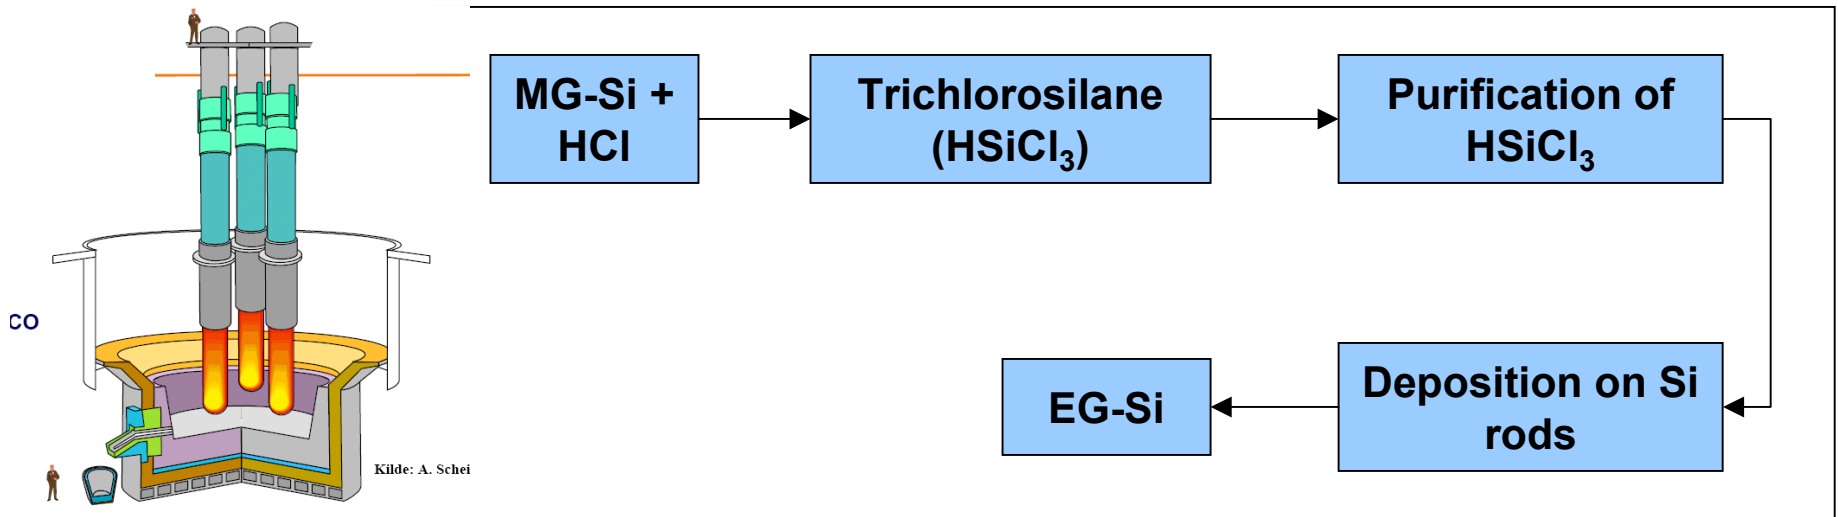 MG-Si +
HCl
Trichlorosilane
(HSiCl₃)
Purification of
HSiCl₃
CO
EG-Si
Deposition on Si
rods
Kilde: A. Schei